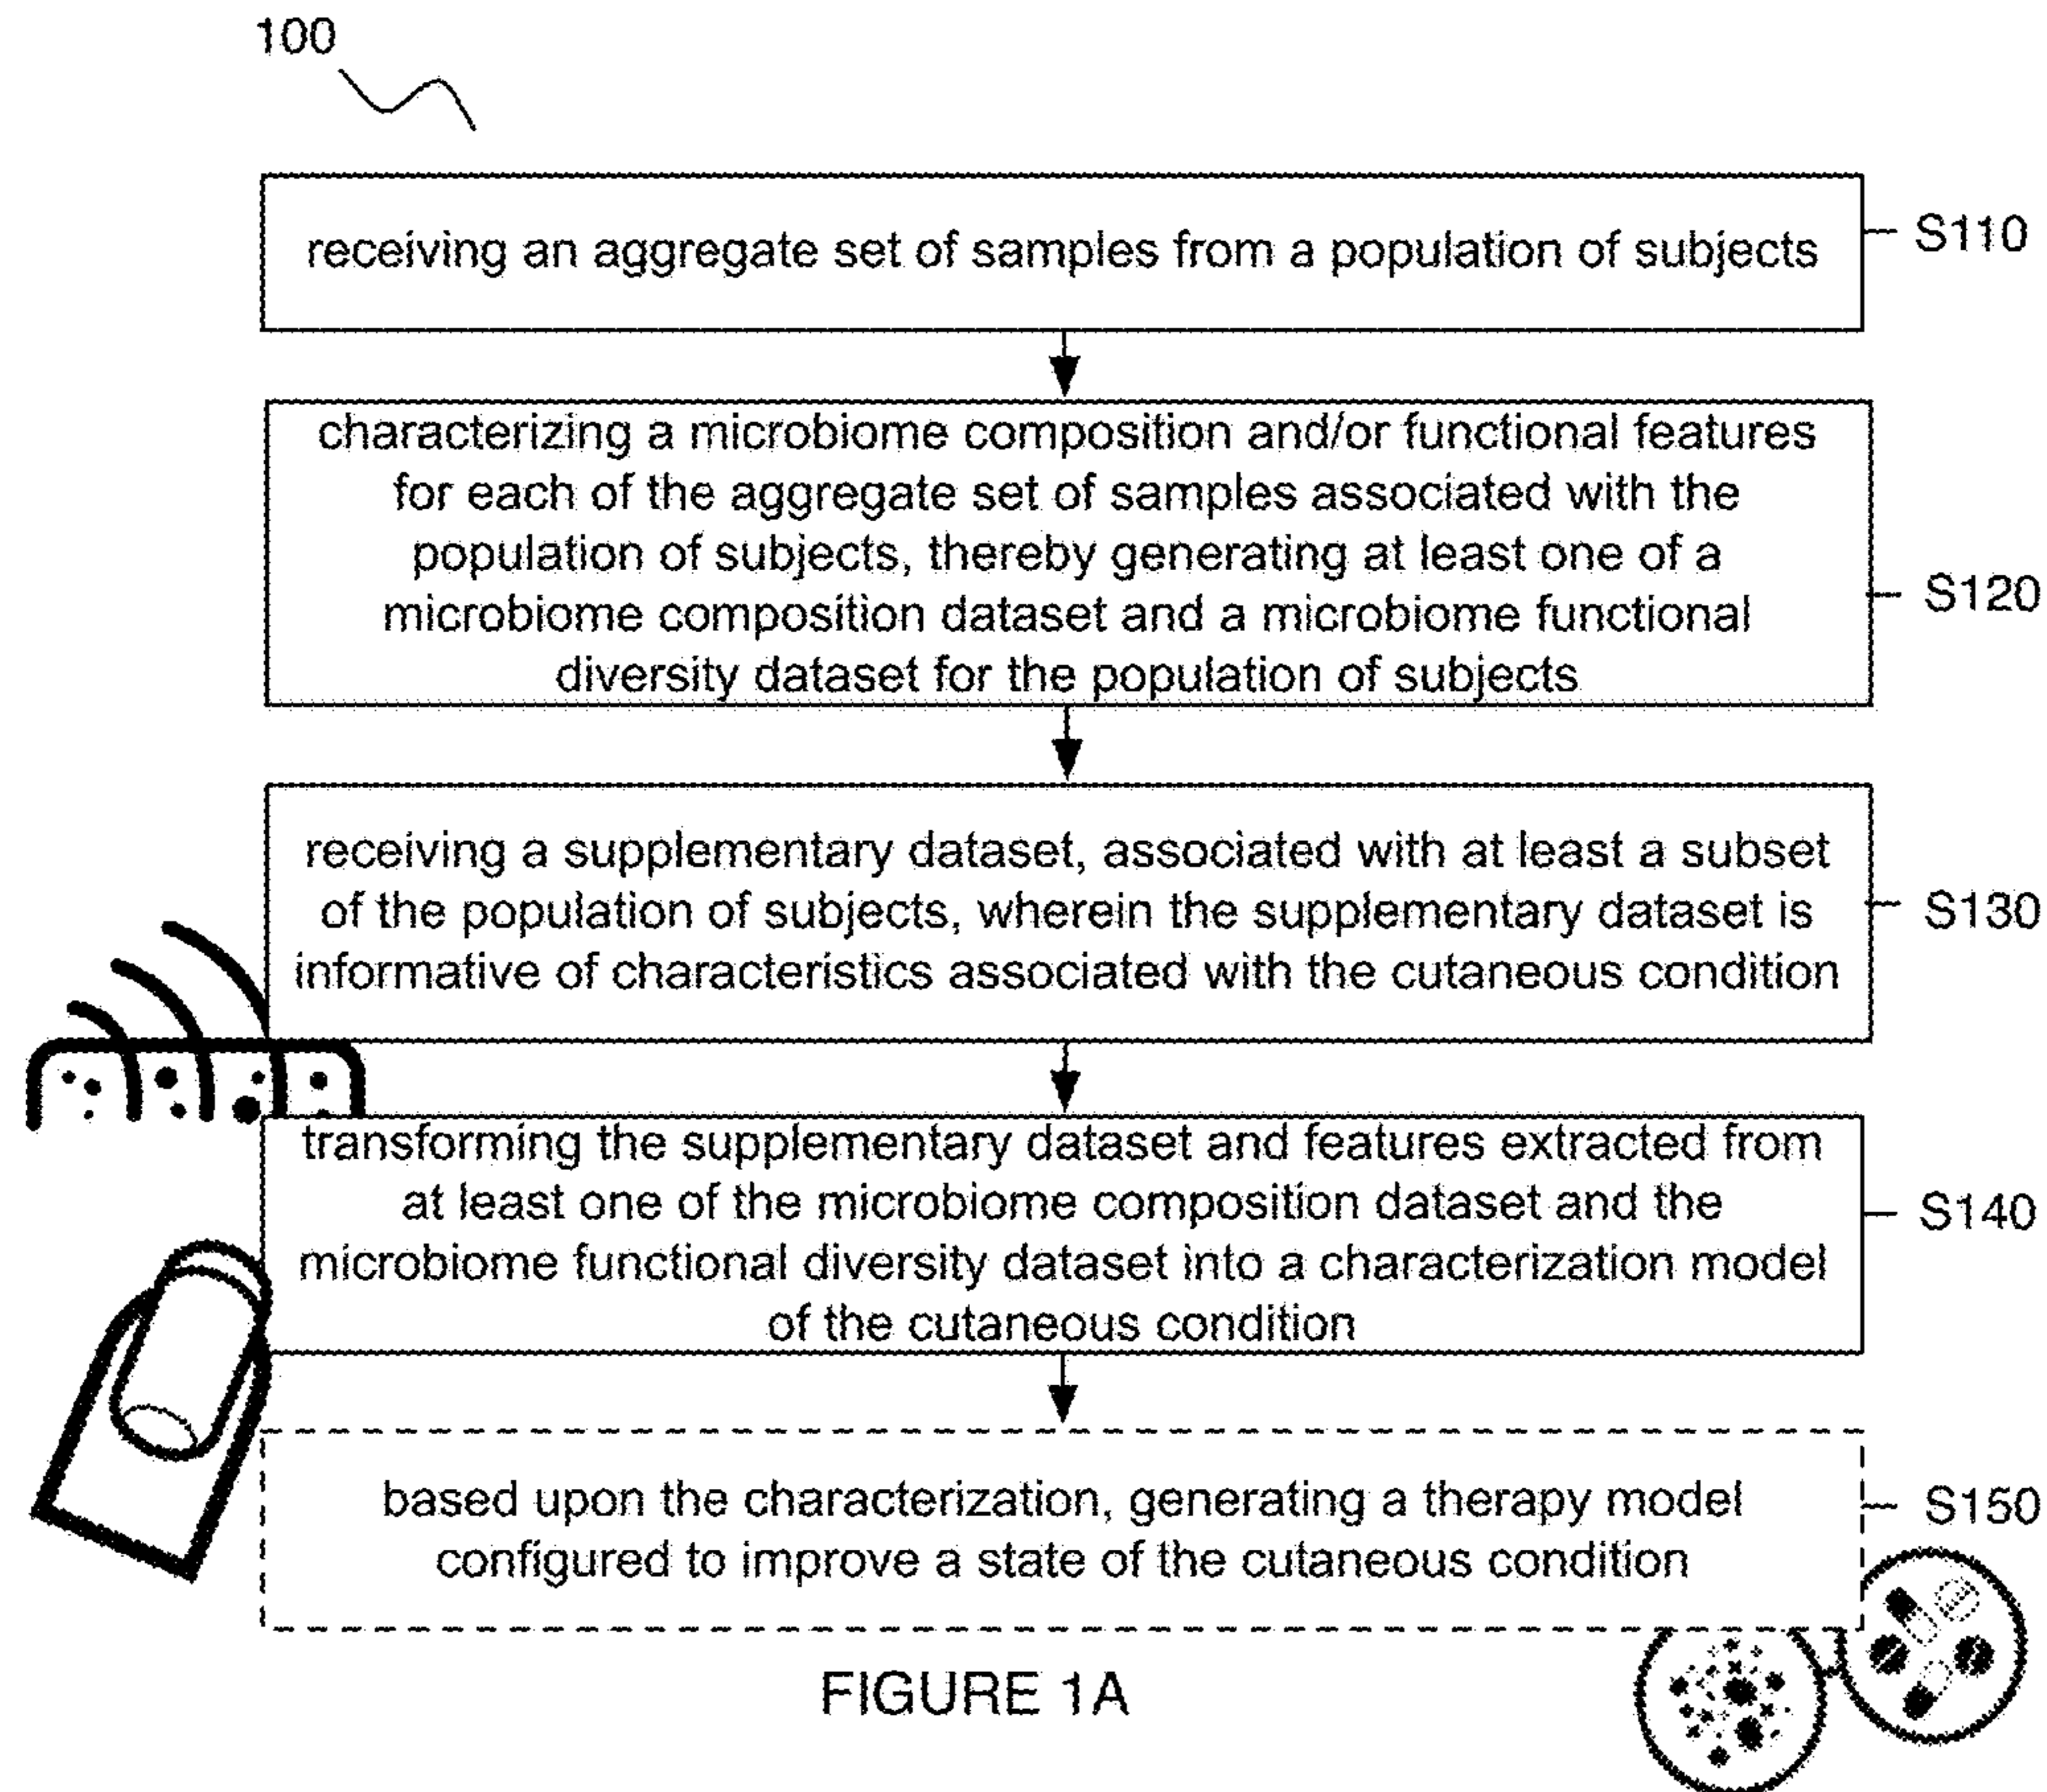 100
receiving an aggregate set of samples from a population of subjects
S110
characterizing a microbiome composition and/or functional features
for each of the aggregate set of samples associated with the
population of subjects, thereby generating at least one of a
microbiome composition dataset and a microbiome functional
diversity dataset for the population of subjects
S120
receiving a supplementary dataset, associated with at least a subset
of the population of subjects, wherein the supplementary dataset is
informative of characteristics associated with the cutaneous condition
S130
transforming the supplementary dataset and features extracted from
at least one of the microbiome composition dataset and the
microbiome functional diversity dataset into a characterization model
of the cutaneous condition
S140
based upon the characterization, generating a therapy model
configured to improve a state of the cutaneous condition
S150
FIGURE 1A